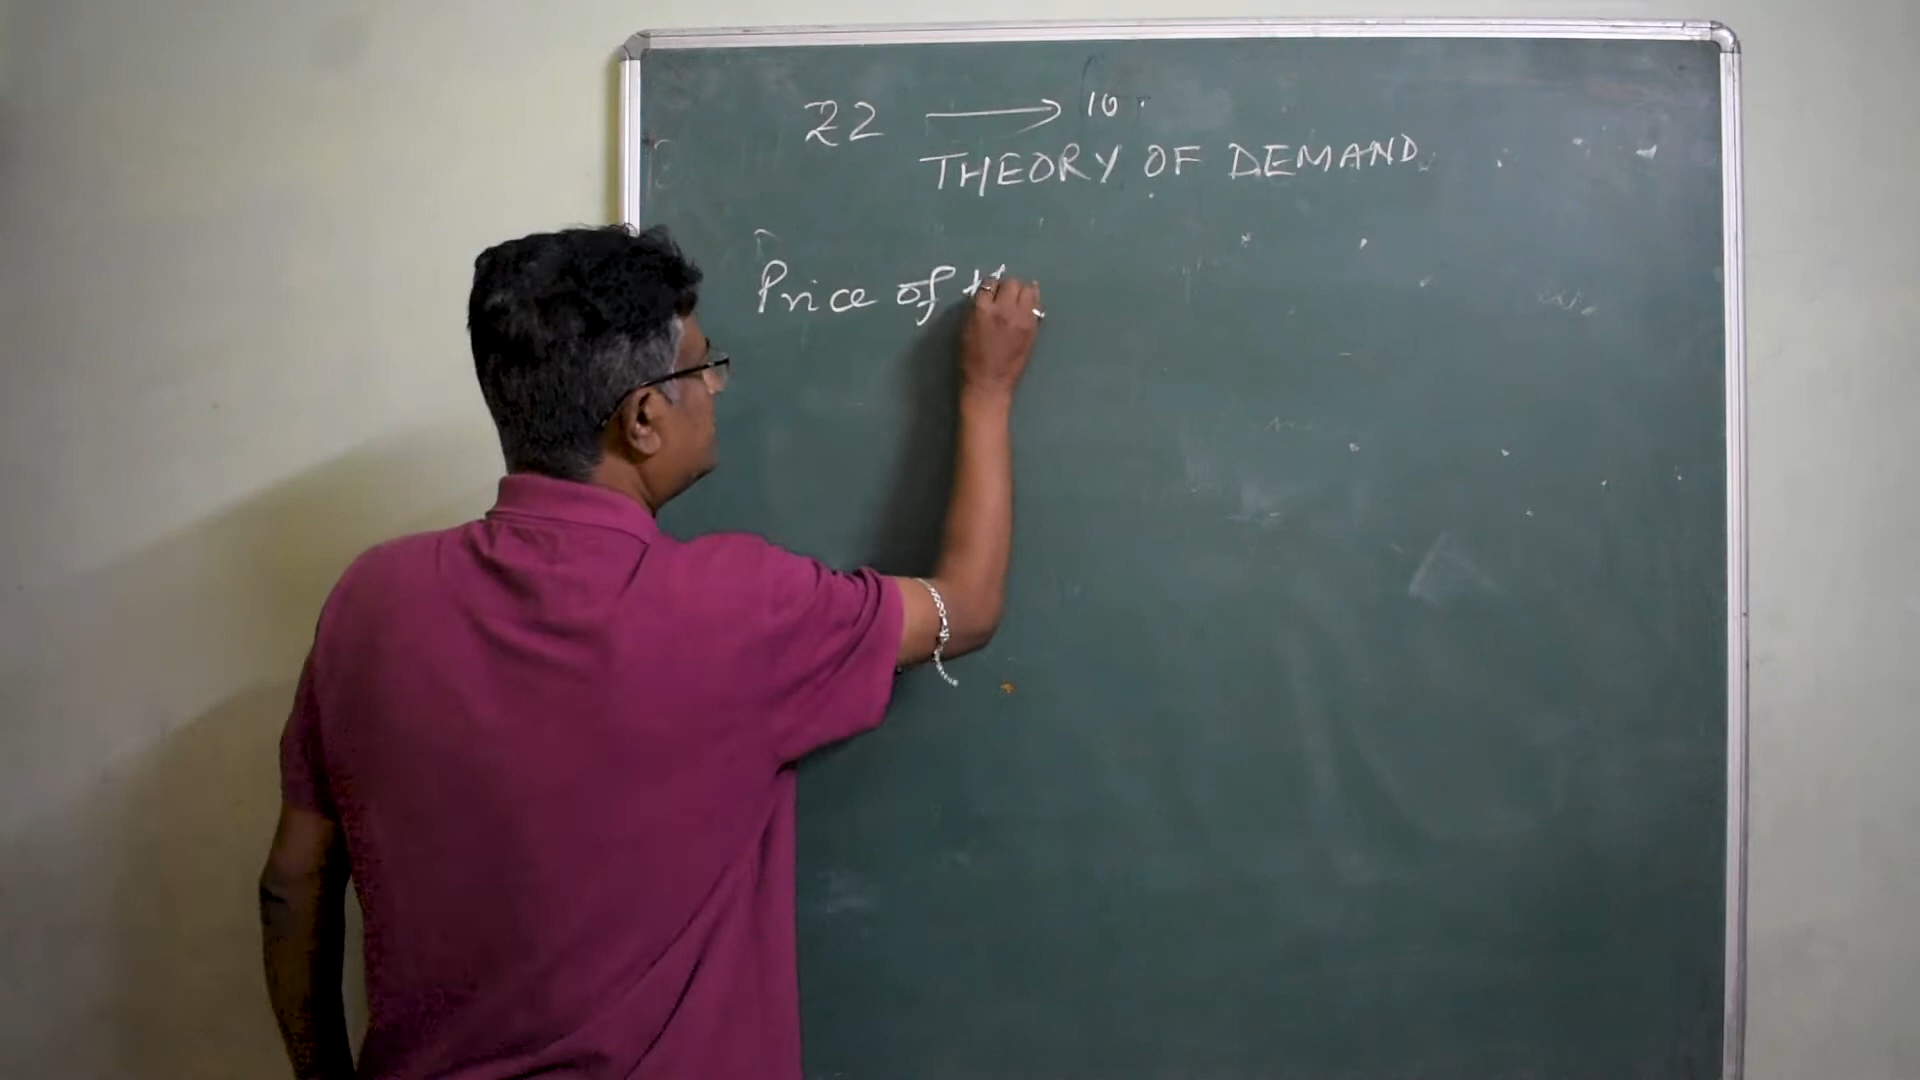 22 → 10
THEORY OF DEMAND
Price of